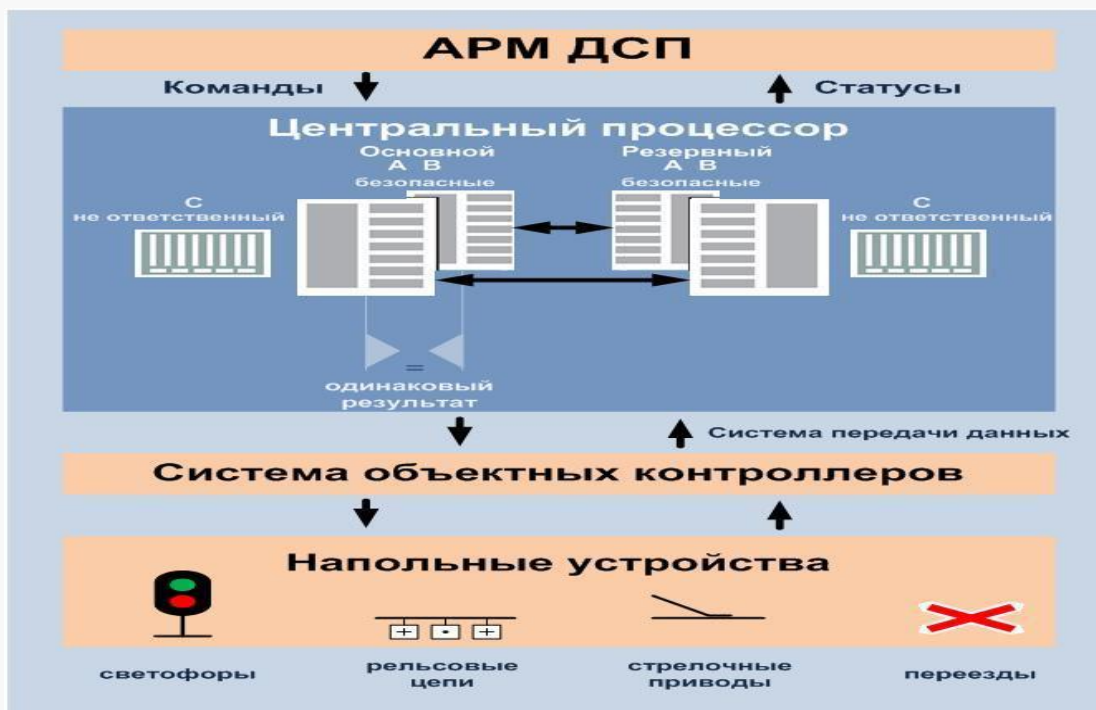 АРМ ДСП
Команды
Статусы
Центральный процессор
Основной
А В
безопасные
Резервный
А В
безопасные
С
не ответственный
С
не ответственный
=
одинаковый
результат
Система передачи данных
Система объектных контроллеров
Напольные устройства
+ • +
светофоры
рельсовые
цепи
стрелочные
приводы
переезды